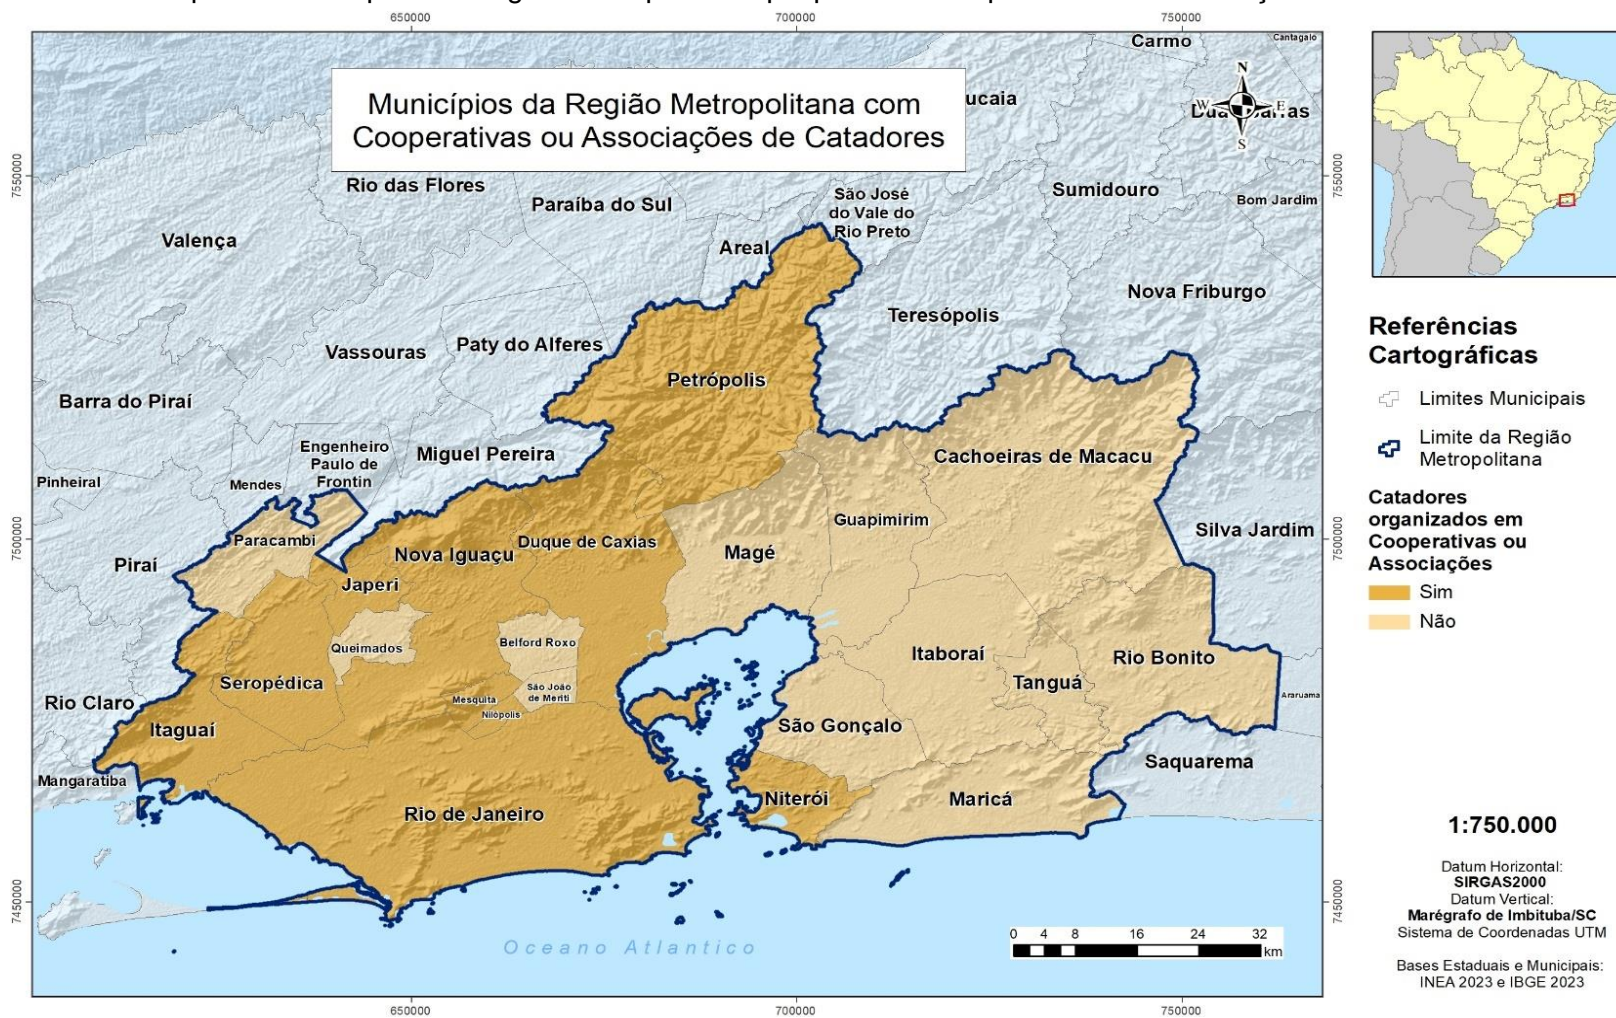 650000
700000
750000
Municípios da Região Metropolitana com
Cooperativas ou Associações de Catadores
Carmo
Cantagalo
ucaia
N
W
E
S
7550000
7550000
Rio das Flores
Paraíba do Sul
São José
do Vale do
Rio Preto
Sumidouro
Bom Jardim
Valença
Areal
Nova Friburgo
Teresópolis
Vassouras
Paty do Alferes
Petrópolis
Barra do Piraí
Engenheiro
Paulo de
Frontin
Miguel Pereira
Cachoeiras de Macacu
Pinheiral
Mendes
Guapimirim
Silva Jardim
7500000
7500000
Paracambi
Nova Iguaçu
Duque de Caxias
Magé
Piraí
Japeri
Queimados
Belford Roxo
Itaboraí
Rio Bonito
Seropédica
São João
de Meriti
Tanguá
Rio Claro
Mesquita
Nilópolis
Araruama
Itaguaí
São Gonçalo
Mangaratiba
Saquarema
Rio de Janeiro
Niterói
Maricá
7450000
7450000
Oceano Atlantico
0 4 8 16 24 32
km
650000
700000
750000
Referências
Cartográficas
Limites Municipais
Limite da Região
Metropolitana
Catadores
organizados em
Cooperativas ou
Associações
Sim
Não
1:750.000
Datum Horizontal:
SIRGAS2000
Datum Vertical:
Marégrafo de Imbituba/SC
Sistema de Coordenadas UTM
Bases Estaduais e Municipais:
INEA 2023 e IBGE 2023